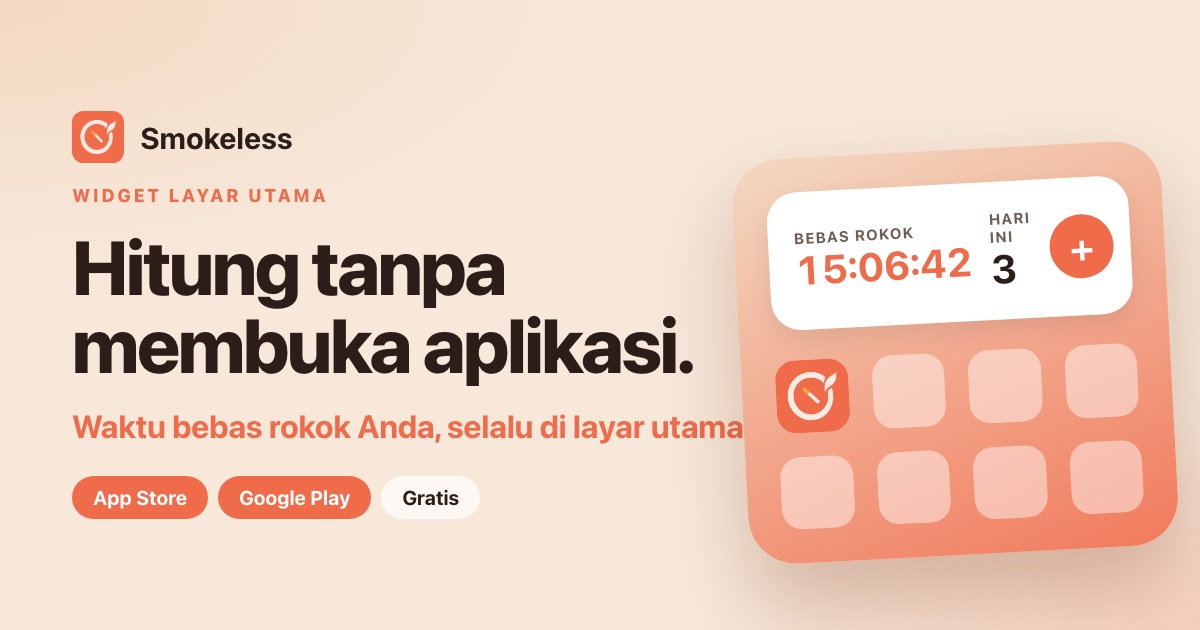 Smokeless
WIDGET LAYAR UTAMA
Hitung tanpa
membuka aplikasi.
Waktu bebas rokok Anda, selalu di layar utama
App Store
Google Play
Gratis
BEBAS ROKOK
15:06:42
HARI
INI
3
+